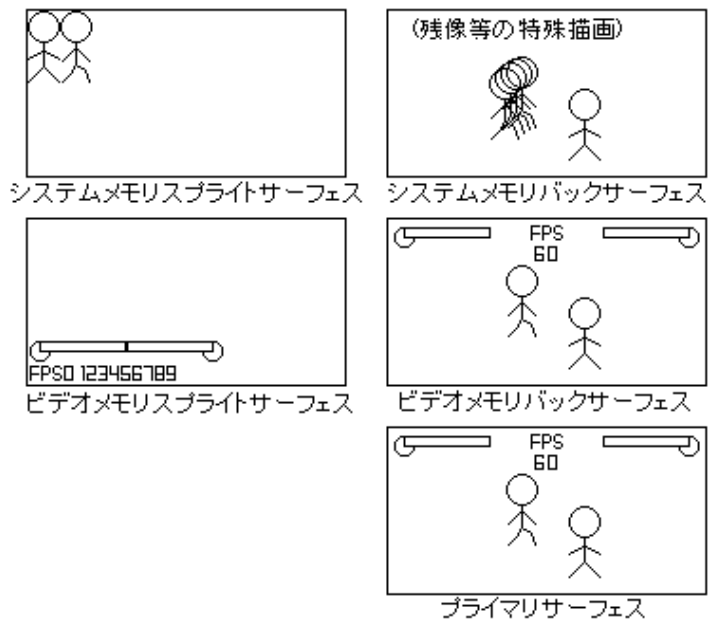 (残像等の特殊描画)
システムメモリスプライトサーフェス
システムメモリバックサーフェス
FPS0 123456789
ビデオメモリスプライトサーフェス
FPS
60
ビデオメモリバックサーフェス
FPS
60
プライマリサーフェス